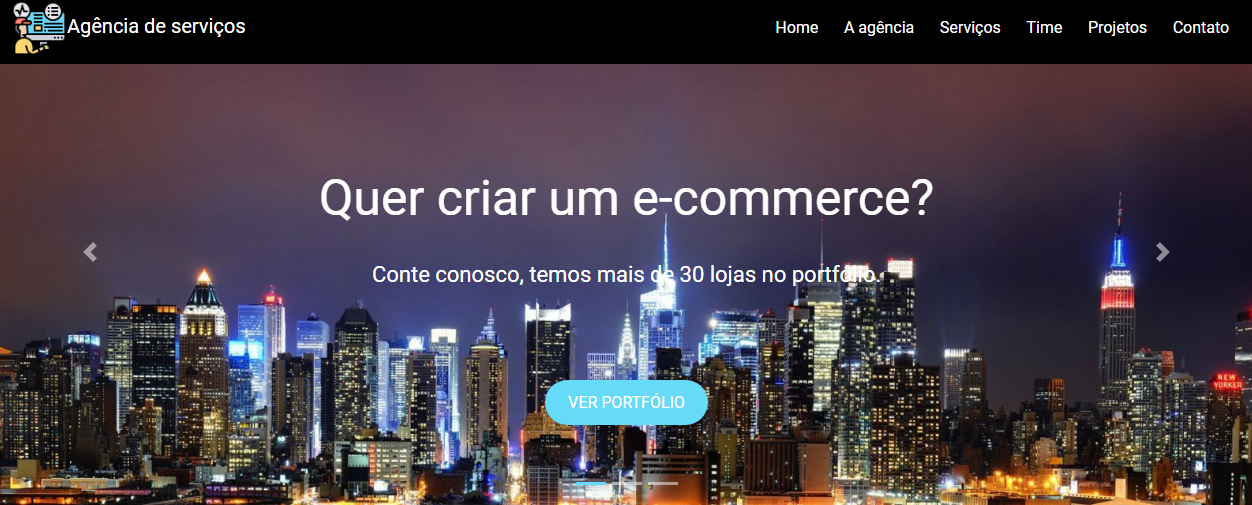 Agência de serviços
Home A agência Serviços Time Projetos Contato
Quer criar um e-commerce?
Conte conosco, temos mais de 30 lojas no portfólio.
NEW
YORKER
VER PORTFÓLIO